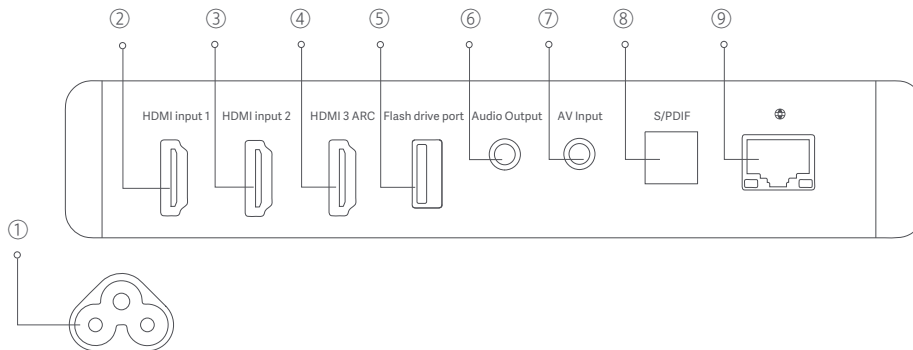 ② ③ ④ ⑤ ⑥ ⑦ ⑧ ⑨
HDMI input 1 HDMI input 2 HDMI 3 ARC Flash drive port Audio Output AV Input S/PDIF
①